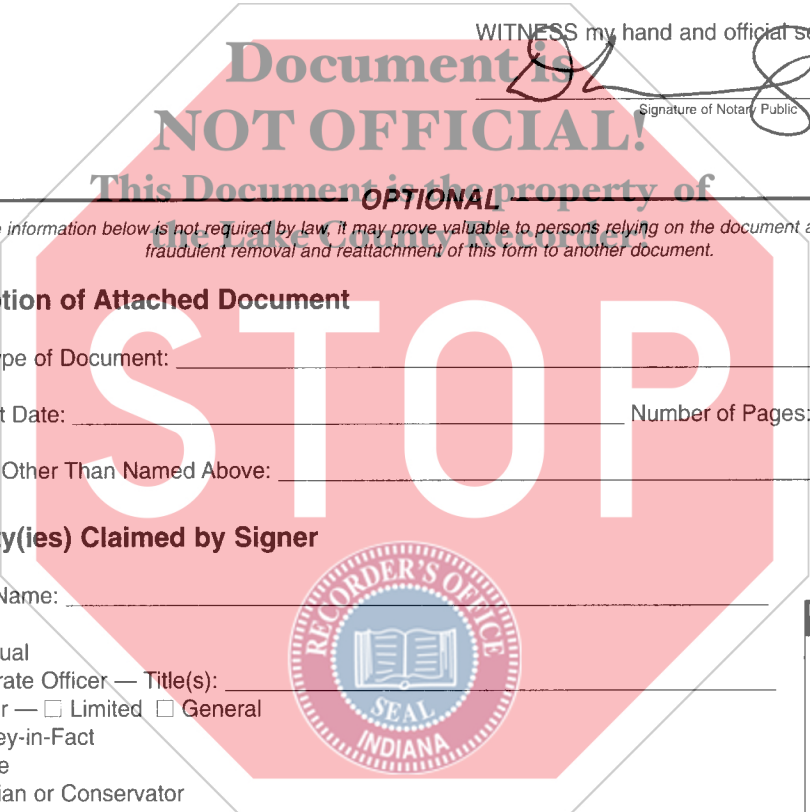 WITNESS my hand and official se
Signature of Notary Public
Document is
NOT OFFICIAL!
This Document is the property of
the Lake County Recorder!
OPTIONAL
information below is not required by law, it may prove valuable to persons relying on the document a
fraudulent removal and reattachment of this form to another document.
tion of Attached Document
ype of Document:
t Date: Number of Pages:
Other Than Named Above:
y(ies) Claimed by Signer
Name:
ual
rate Officer — Title(s):
r — ☐ Limited ☐ General
ey-in-Fact
e
ian or Conservator
STOP
RECORDER'S OFFICE
SEAL
INDIANA